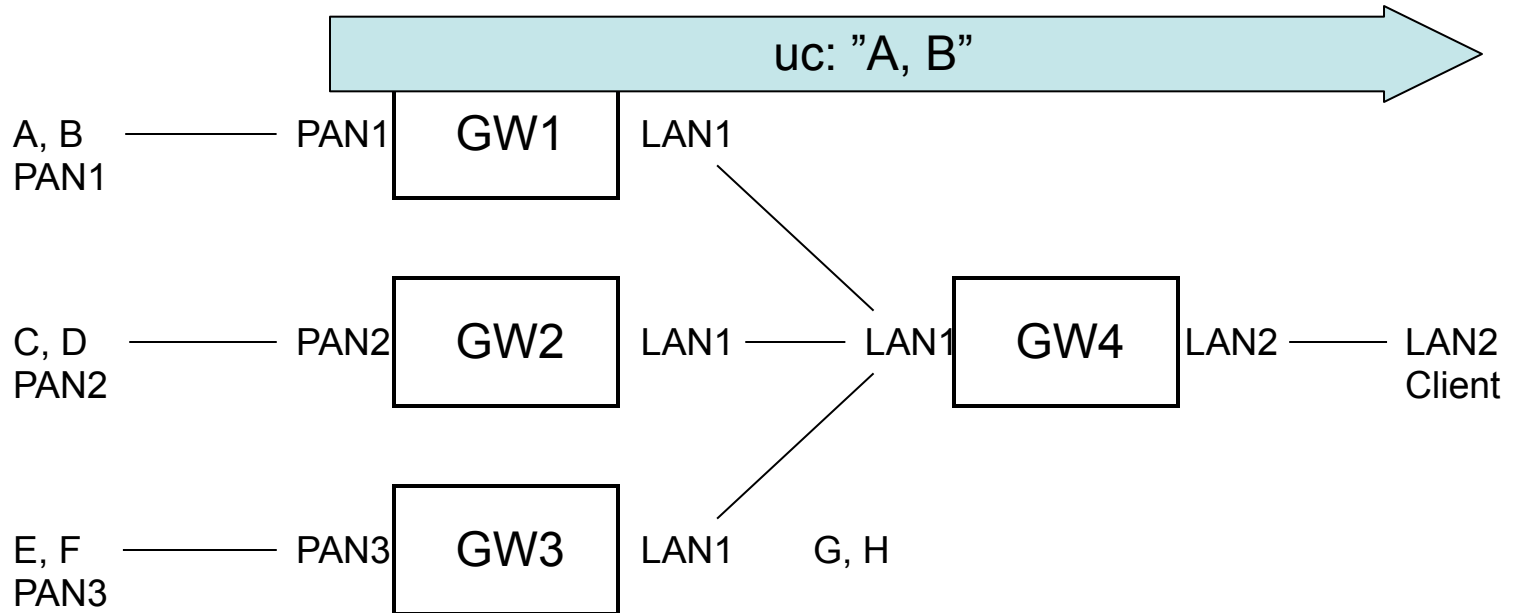 uc: ”A, B”
A, B
PAN1
PAN1
GW1
LAN1
C, D
PAN2
PAN2
GW2
LAN1
LAN1
GW4
LAN2
LAN2
Client
E, F
PAN3
PAN3
GW3
LAN1
G, H